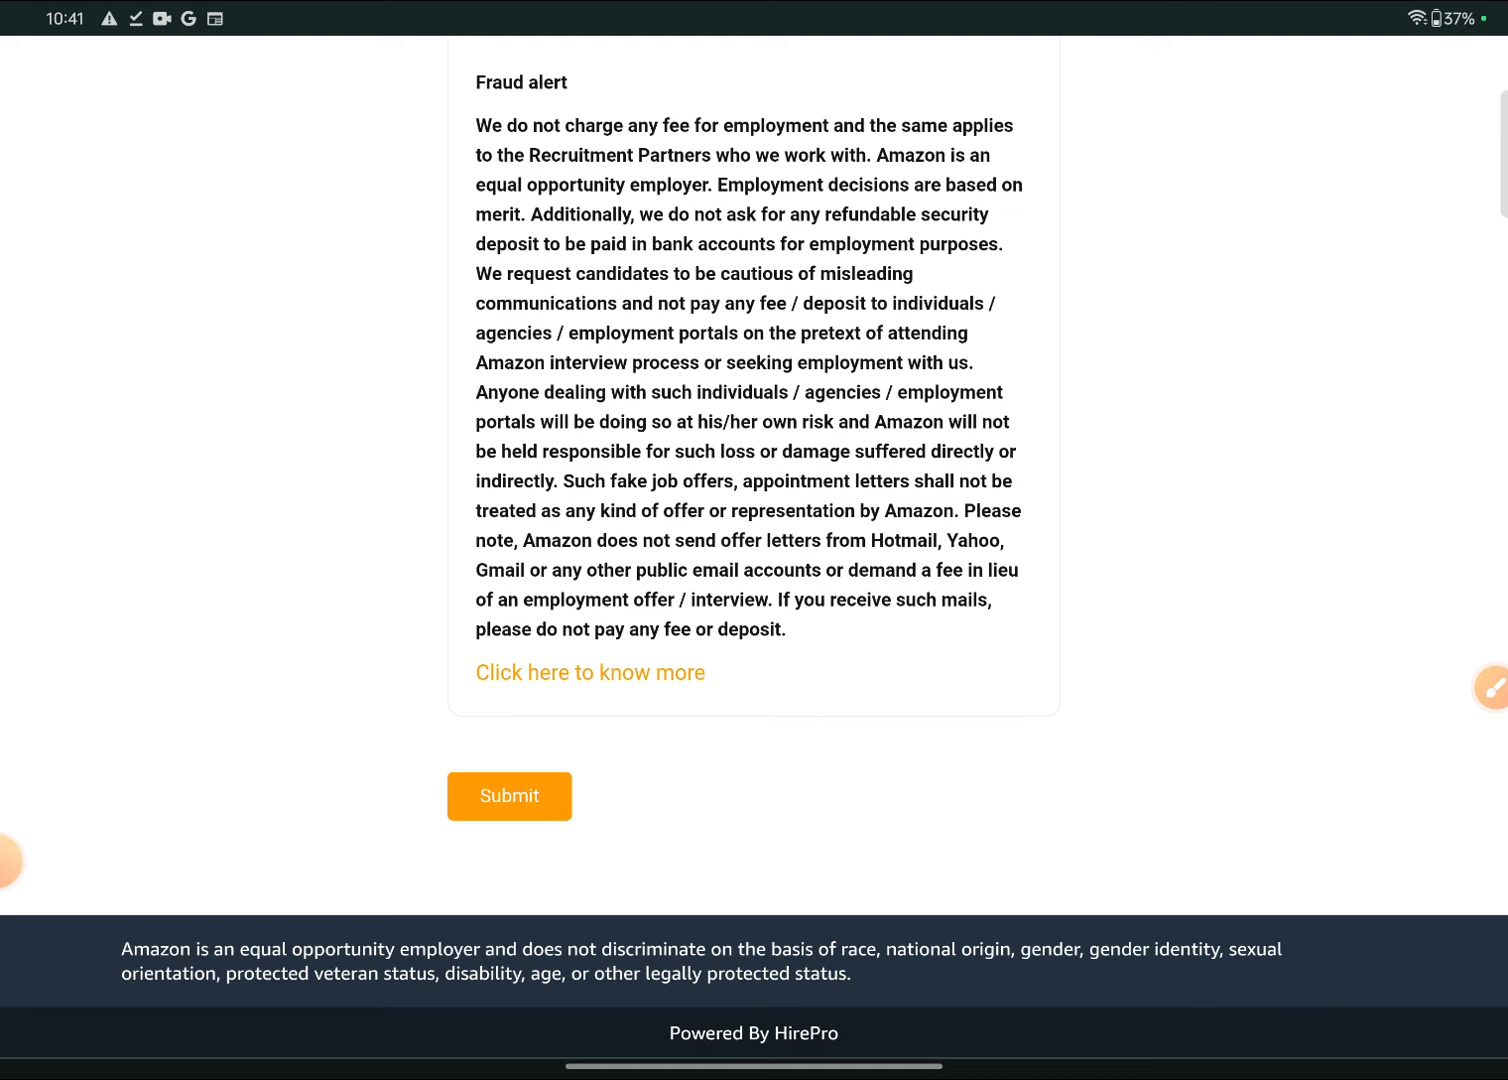 10:41
37%
Fraud alert
We do not charge any fee for employment and the same applies
to the Recruitment Partners who we work with. Amazon is an
equal opportunity employer. Employment decisions are based on
merit. Additionally, we do not ask for any refundable security
deposit to be paid in bank accounts for employment purposes.
We request candidates to be cautious of misleading
communications and not pay any fee / deposit to individuals /
agencies / employment portals on the pretext of attending
Amazon interview process or seeking employment with us.
Anyone dealing with such individuals / agencies / employment
portals will be doing so at his/her own risk and Amazon will not
be held responsible for such loss or damage suffered directly or
indirectly. Such fake job offers, appointment letters shall not be
treated as any kind of offer or representation by Amazon. Please
note, Amazon does not send offer letters from Hotmail, Yahoo,
Gmail or any other public email accounts or demand a fee in lieu
of an employment offer / interview. If you receive such mails,
please do not pay any fee or deposit.
Click here to know more
Submit
Amazon is an equal opportunity employer and does not discriminate on the basis of race, national origin, gender, gender identity, sexual
orientation, protected veteran status, disability, age, or other legally protected status.
Powered By HirePro